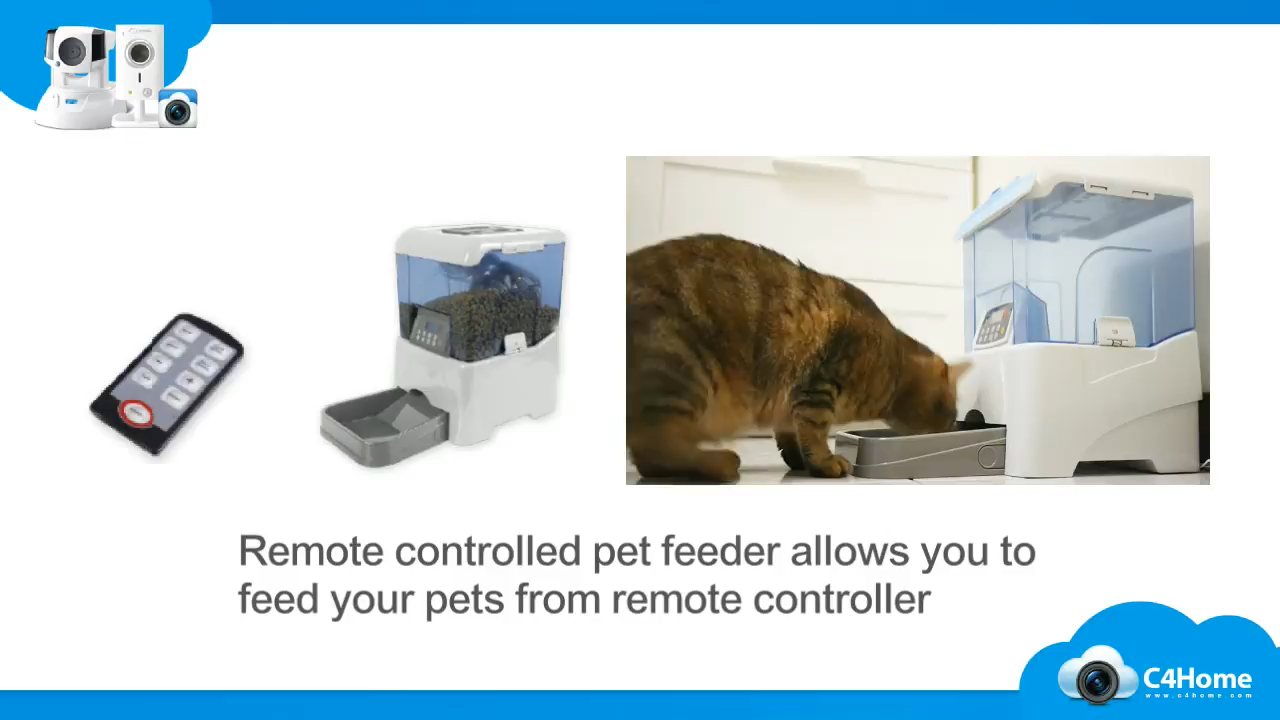 Remote controlled pet feeder allows you to
feed your pets from remote controller
C4Home
www.c4home.com